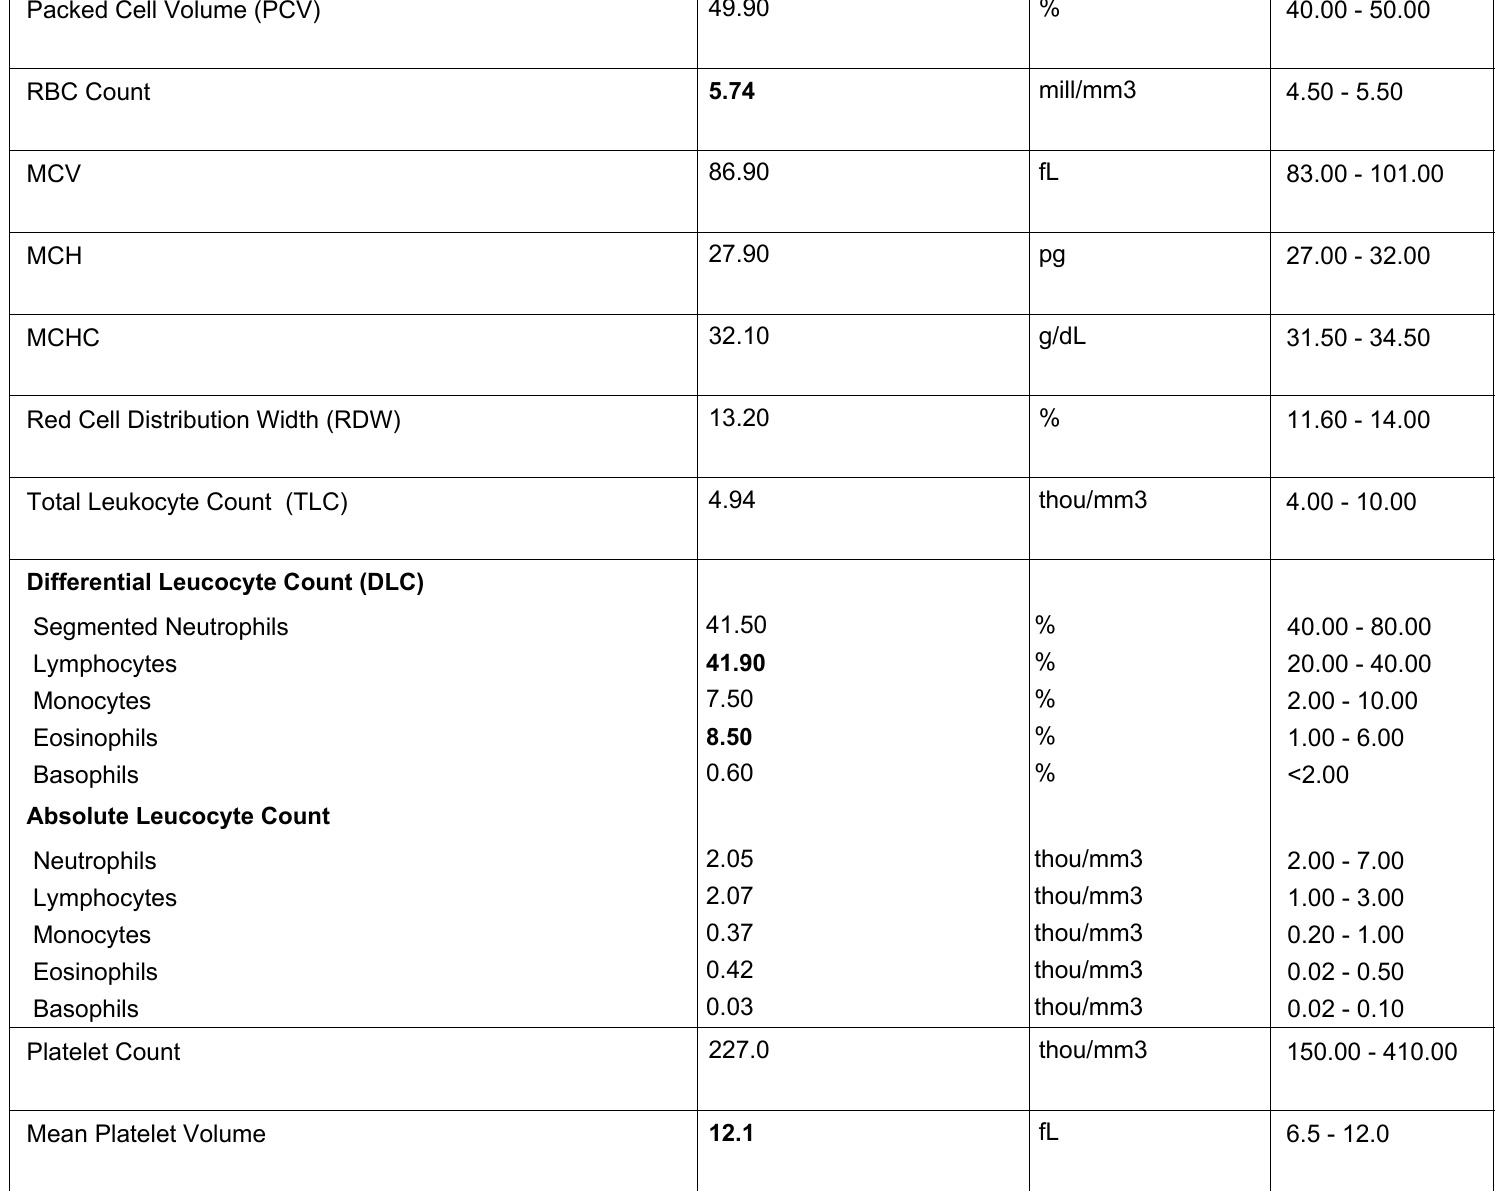 Packed Cell Volume (PCV) 49.90 % 40.00 - 50.00
RBC Count 5.74 mill/mm3 4.50 - 5.50
MCV 86.90 fL 83.00 - 101.00
MCH 27.90 pg 27.00 - 32.00
MCHC 32.10 g/dL 31.50 - 34.50
Red Cell Distribution Width (RDW) 13.20 % 11.60 - 14.00
Total Leukocyte Count (TLC) 4.94 thou/mm3 4.00 - 10.00
Differential Leucocyte Count (DLC)
Segmented Neutrophils 41.50 % 40.00 - 80.00
Lymphocytes 41.90 % 20.00 - 40.00
Monocytes 7.50 % 2.00 - 10.00
Eosinophils 8.50 % 1.00 - 6.00
Basophils 0.60 % <2.00
Absolute Leucocyte Count
Neutrophils 2.05 thou/mm3 2.00 - 7.00
Lymphocytes 2.07 thou/mm3 1.00 - 3.00
Monocytes 0.37 thou/mm3 0.20 - 1.00
Eosinophils 0.42 thou/mm3 0.02 - 0.50
Basophils 0.03 thou/mm3 0.02 - 0.10
Platelet Count 227.0 thou/mm3 150.00 - 410.00
Mean Platelet Volume 12.1 fL 6.5 - 12.0